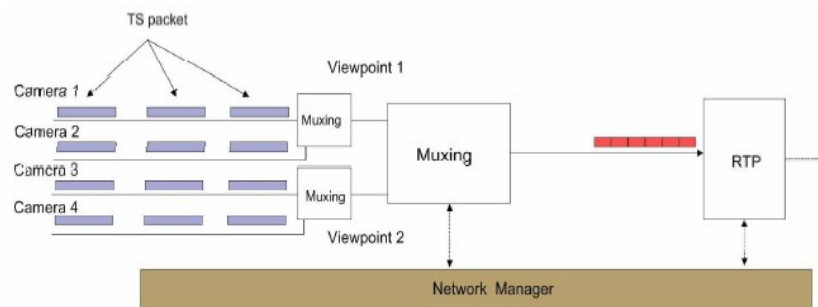 TS packet
Viewpoint 1
Camera 1
Muxing
Camera 2
Muxing
RTP
Camera 3
Muxing
Camera 4
Viewpoint 2
Network Manager